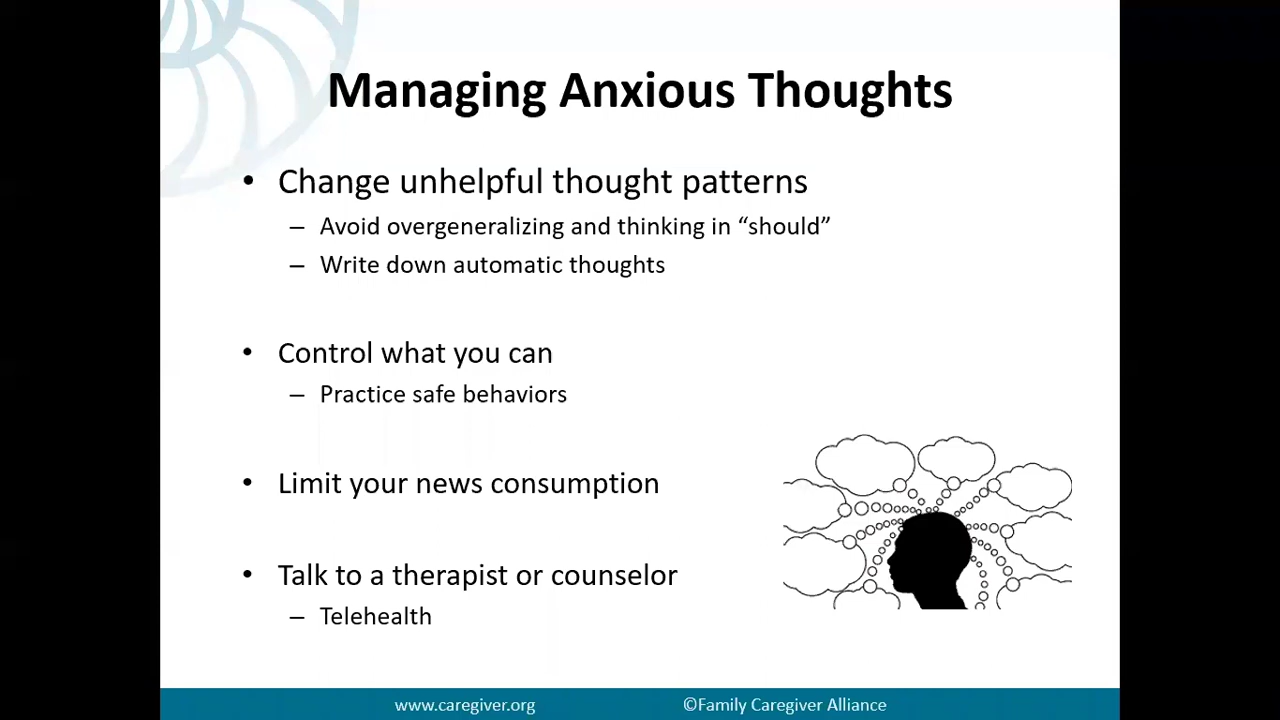 Managing Anxious Thoughts
• Change unhelpful thought patterns
– Avoid overgeneralizing and thinking in “should”
– Write down automatic thoughts
• Control what you can
– Practice safe behaviors
• Limit your news consumption
• Talk to a therapist or counselor
– Telehealth
www.caregiver.org ©Family Caregiver Alliance